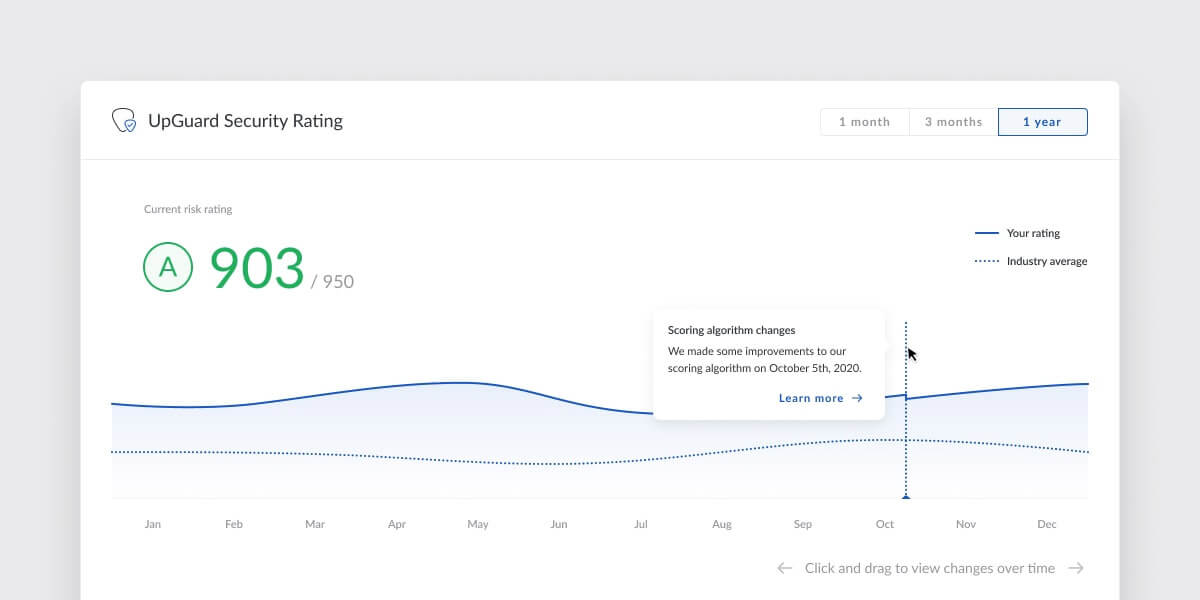 UpGuard Security Rating
1 month
3 months
1 year
Current risk rating
A
903 / 950
Your rating
Industry average
Scoring algorithm changes
We made some improvements to our
scoring algorithm on October 5th, 2020.
Learn more →
Jan Feb Mar Apr May Jun Jul Aug Sep Oct Nov Dec
← Click and drag to view changes over time →